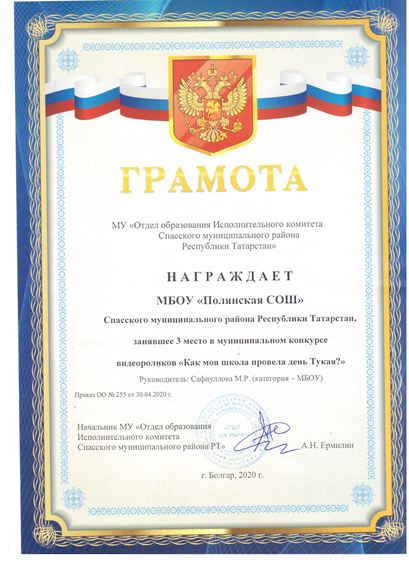 ГРАМОТА
МУ «Отдел образования Исполнительного комитета
Спасского муниципального района
Республики Татарстан»
НАГРАЖДАЕТ
МБОУ «Полянская СОШ»
Спасского муниципального района Республики Татарстан,
занявшее 3 место в муниципальном конкурсе
видеороликов «Как моя школа провела день Тукая?»
Руководитель: Сафиуллова М.Р. (категория – МБОУ)
Приказ ОО № 255 от 30.04.2020 г.
Начальник МУ «Отдел образования
Исполнительного комитета
Спасского муниципального района РТ»
А.Н. Ермилин
г. Болгар, 2020 г.